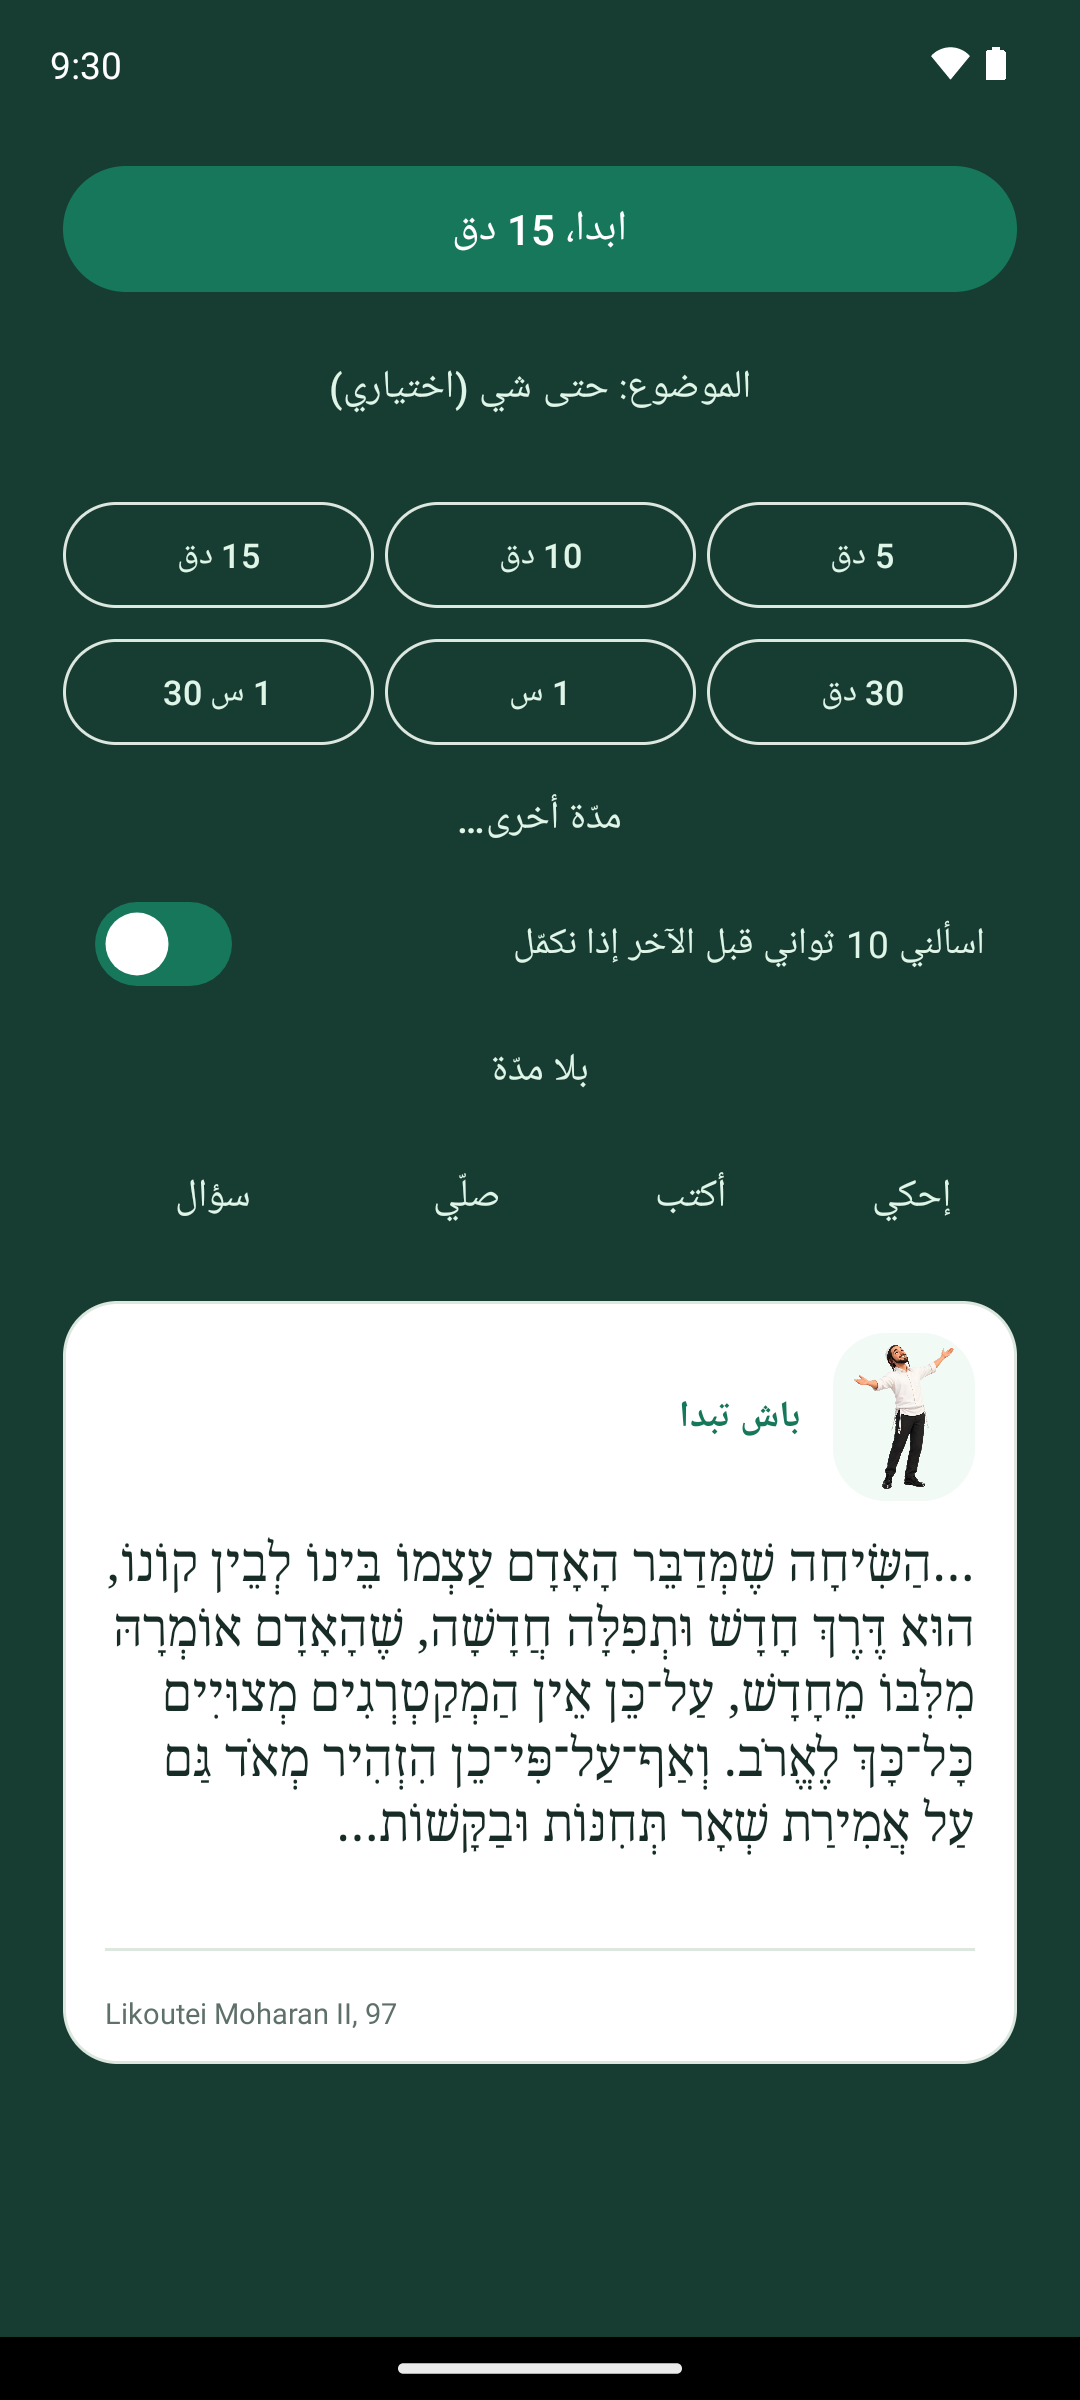 9:30
ابدا، 15 دق
الموضوع: حتى شي (اختياري)
5 دق
10 دق
15 دق
30 دق
1 س
1 س 30
مدّة أخرى...
اسألني 10 ثواني قبل الآخر إذا نكمّل
بلا مدّة
إحكي
أكتب
صلّي
سؤال
باش تبدا
...הַשִּׂיחָה שֶׁמְּדַבֵּר הָאָדָם עַצְמוֹ בֵּינוֹ לְבֵין קוֹנוֹ,
הוּא דֶּרֶךְ חָדָשׁ וּתְפִלָּה חֲדָשָׁה, שֶׁהָאָדָם אוֹמְרָהּ
מִלִּבּוֹ מֵחָדָשׁ, עַל־כֵּן אֵין הַמְקַטְרְגִים מְצוּיִים
כָּל־כָּךְ לֶאֱרֹב. וְאַף־עַל־פִּי־כֵן הִזְהִיר מְאֹד גַּם
עַל אֲמִירַת שְׁאָר תְּחִנּוֹת וּבַקָּשׁוֹת...
Likoutei Moharan II, 97